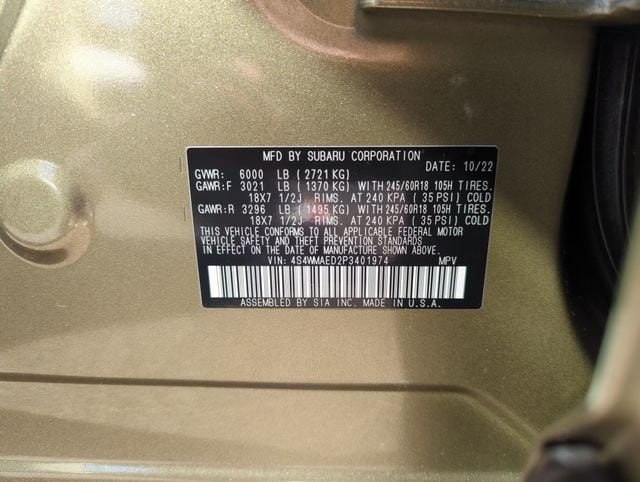 MFD BY SUBARU CORPORATION
DATE: 10/22
GVWR: 6000 LB ( 2721 KG)
GAWR:F 3021 LB ( 1370 KG) WITH 245/60R18 105H TIRES.
18X7 1/2J RIMS. AT 240 KPA ( 35 PSI) COLD
GAWR:R 3296 LB ( 1495 KG) WITH 245/60R18 105H TIRES.
18X7 1/2J RIMS. AT 240 KPA ( 35 PSI) COLD
THIS VEHICLE CONFORMS TO ALL APPLICABLE FEDERAL MOTOR
VEHICLE SAFETY AND THEFT PREVENTION STANDARDS
IN EFFECT ON THE DATE OF MANUFACTURE SHOWN ABOVE.
VIN: 4S4WMAED2P3401974 MPV
ASSEMBLED BY SIA INC. MADE IN U.S.A.